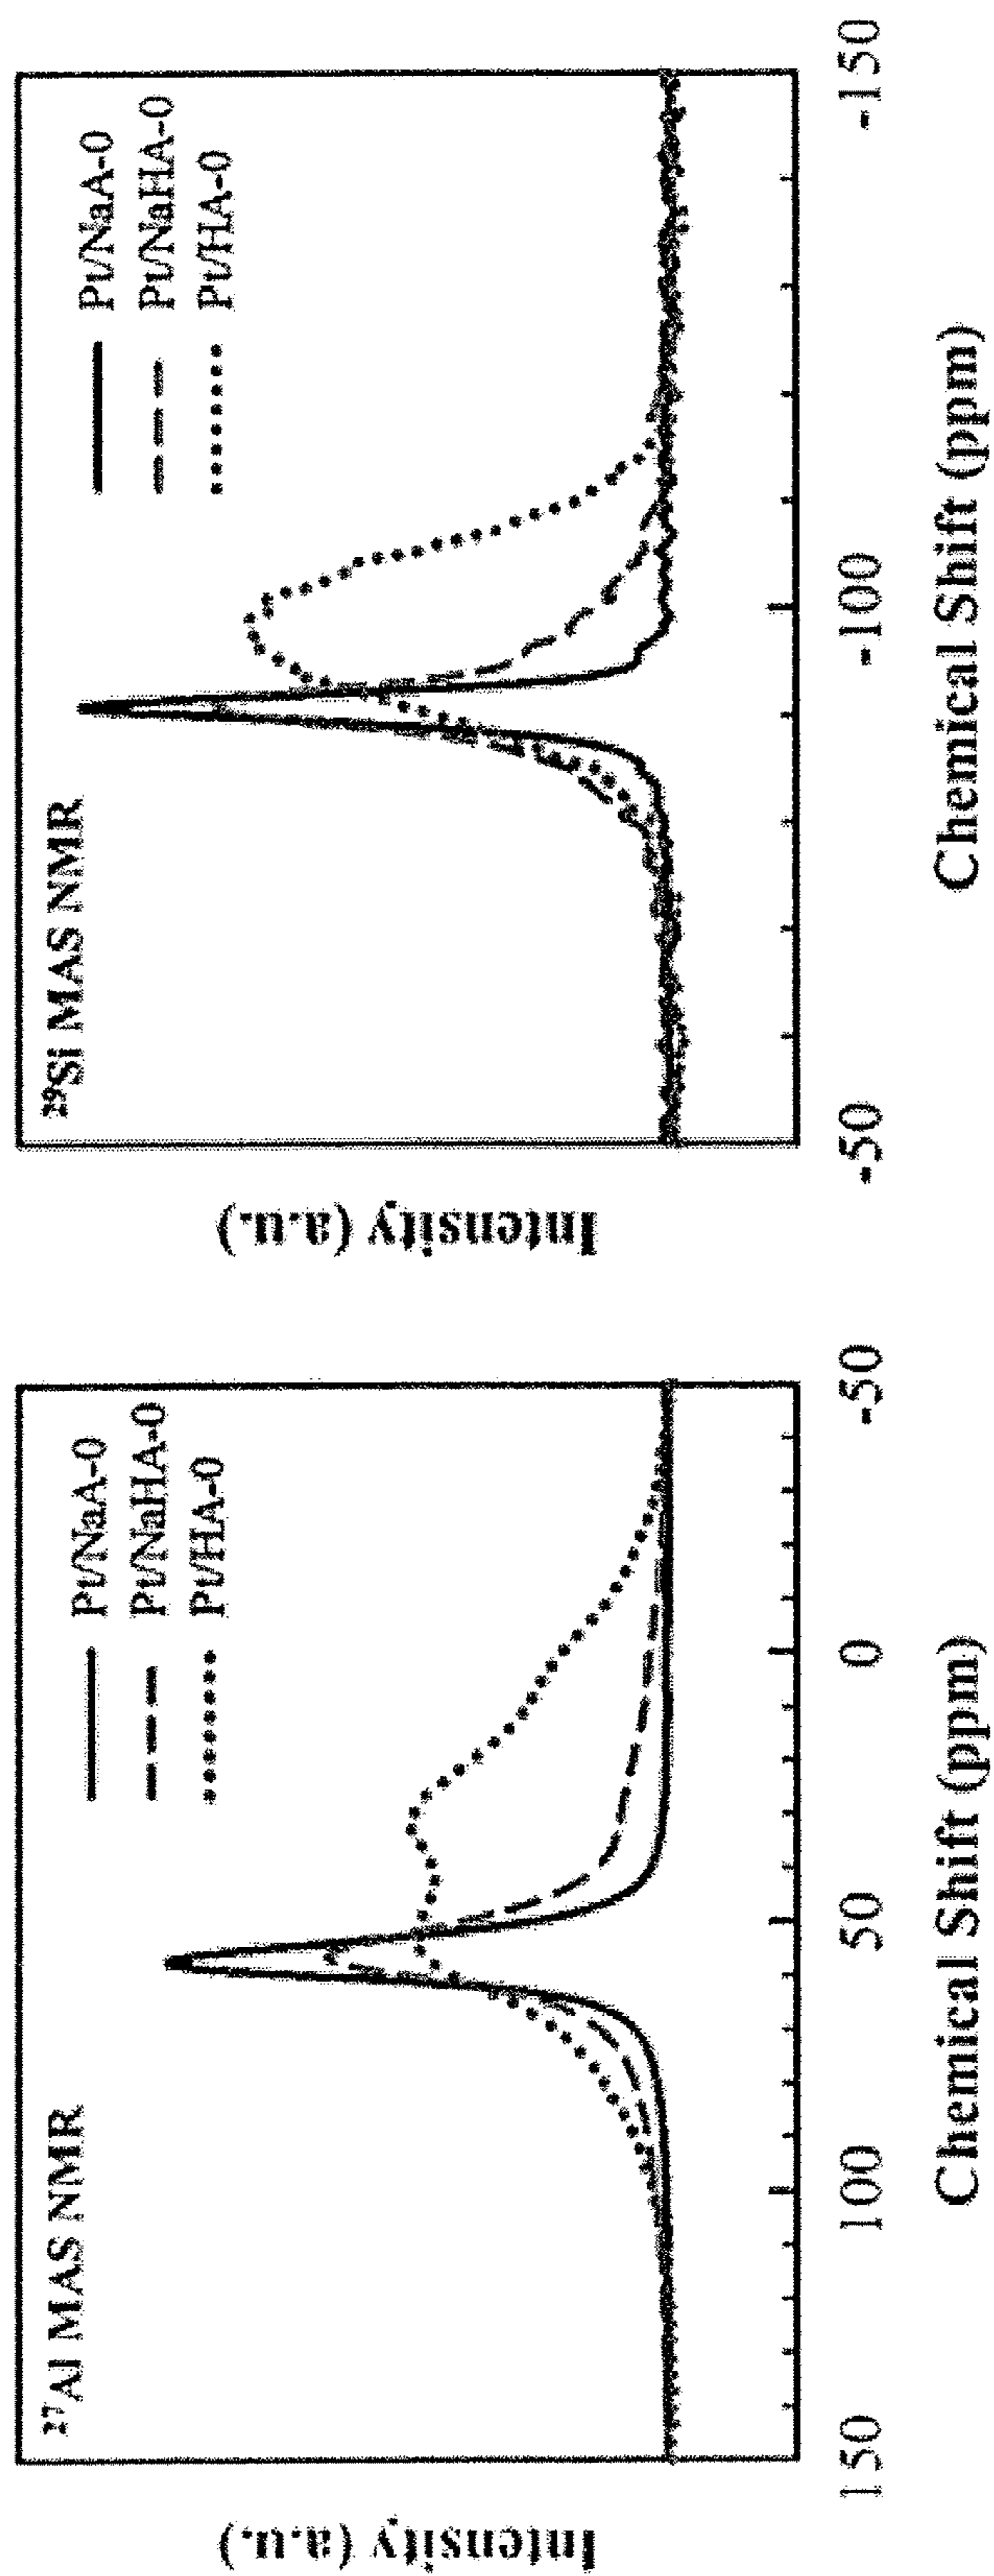 ²⁷Al MAS NMR
Pt/NaA-0
Pt/NaHA-0
Pt/HA-0
Intensity (a.u.)
150
100
50
0
-50
Chemical Shift (ppm)
²⁹Si MAS NMR
Pt/NaA-0
Pt/NaHA-0
Pt/HA-0
Intensity (a.u.)
-50
-100
-150
Chemical Shift (ppm)